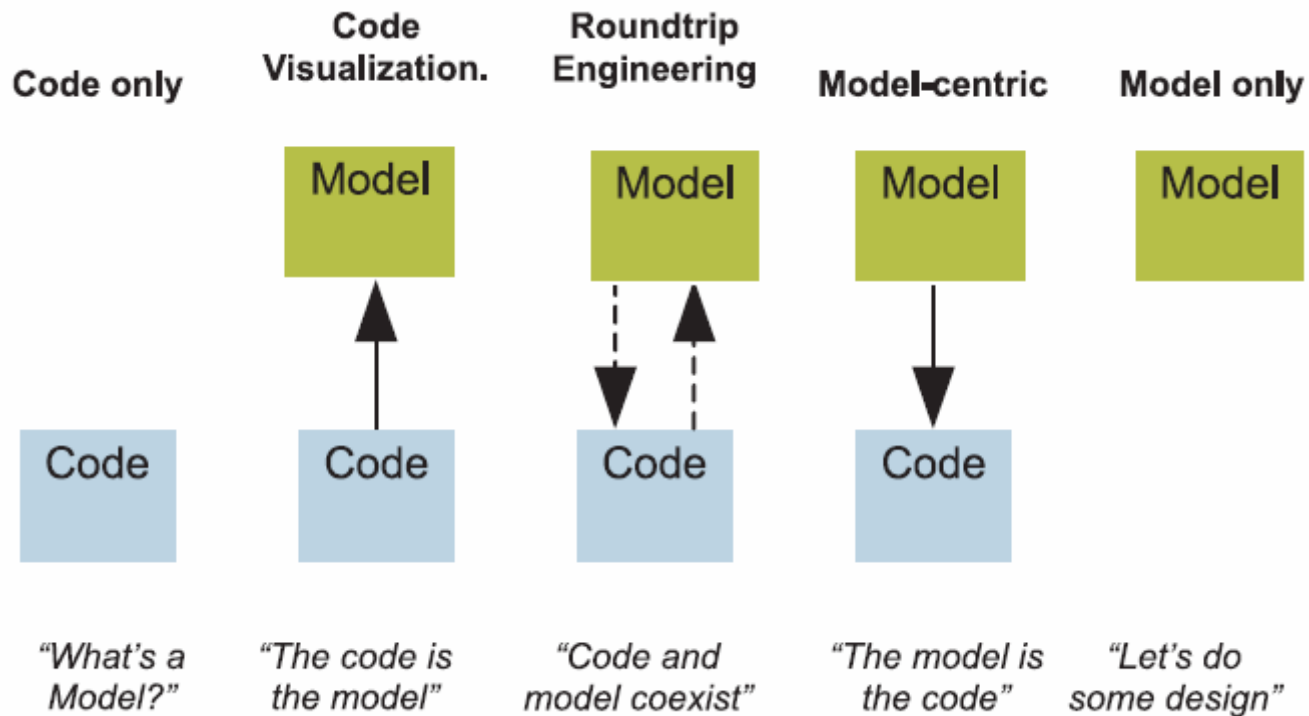 Code only
Code
Visualization.
Roundtrip
Engineering
Model-centric
Model only
Model
Model
Model
Model
Code
Code
Code
Code
“What’s a
Model?”
“The code is
the model”
“Code and
model coexist”
“The model is
the code”
“Let’s do
some design”